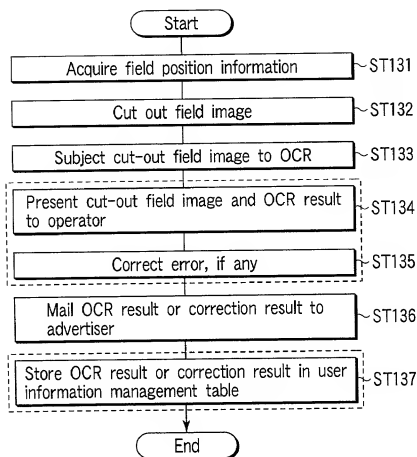 Start
Acquire field position information
ST131
Cut out field image
ST132
Subject cut-out field image to OCR
ST133
Present cut-out field image and OCR result
to operator
ST134
Correct error, if any
ST135
Mail OCR result or correction result to
advertiser
ST136
Store OCR result or correction result in user
information management table
ST137
End